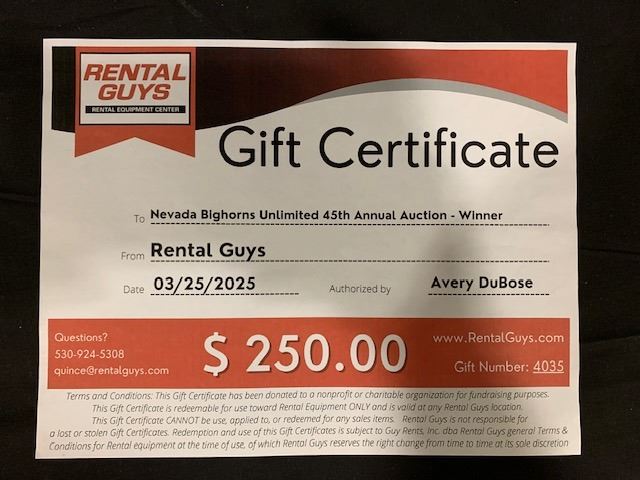 RENTAL
GUYS
RENTAL EQUIPMENT CENTER
Gift Certificate
To Nevada Bighorns Unlimited 45th Annual Auction - Winner
From Rental Guys
Date 03/25/2025 Authorized by Avery DuBose
Questions?
530-924-5308
quince@rentalguys.com
$ 250.00
www.RentalGuys.com
Gift Number: 4035
Terms and Conditions: This Gift Certificate has been donated to a nonprofit or charitable organization for fundraising purposes.
This Gift Certificate is redeemable for use toward Rental Equipment ONLY and is valid at any Rental Guys location.
This Gift Certificate CANNOT be use, applied to, or redeemed for any sales items. Rental Guys is not responsible for
a lost or stolen Gift Certificates. Redemption and use of this Gift Certificates is subject to Guy Rents, Inc. dba Rental Guys general Terms &
Conditions for Rental equipment at the time of use, of which Rental Guys reserves the right change from time to time at its sole discretion